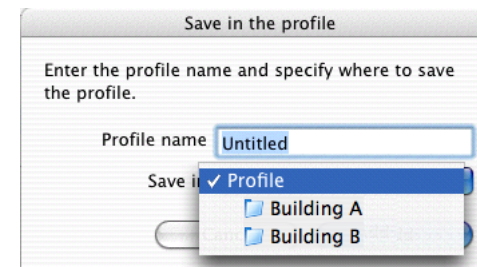 Save in the profile
Enter the profile name and specify where to save
the profile.
Profile name Untitled
Save i ✓ Profile
Building A
Building B